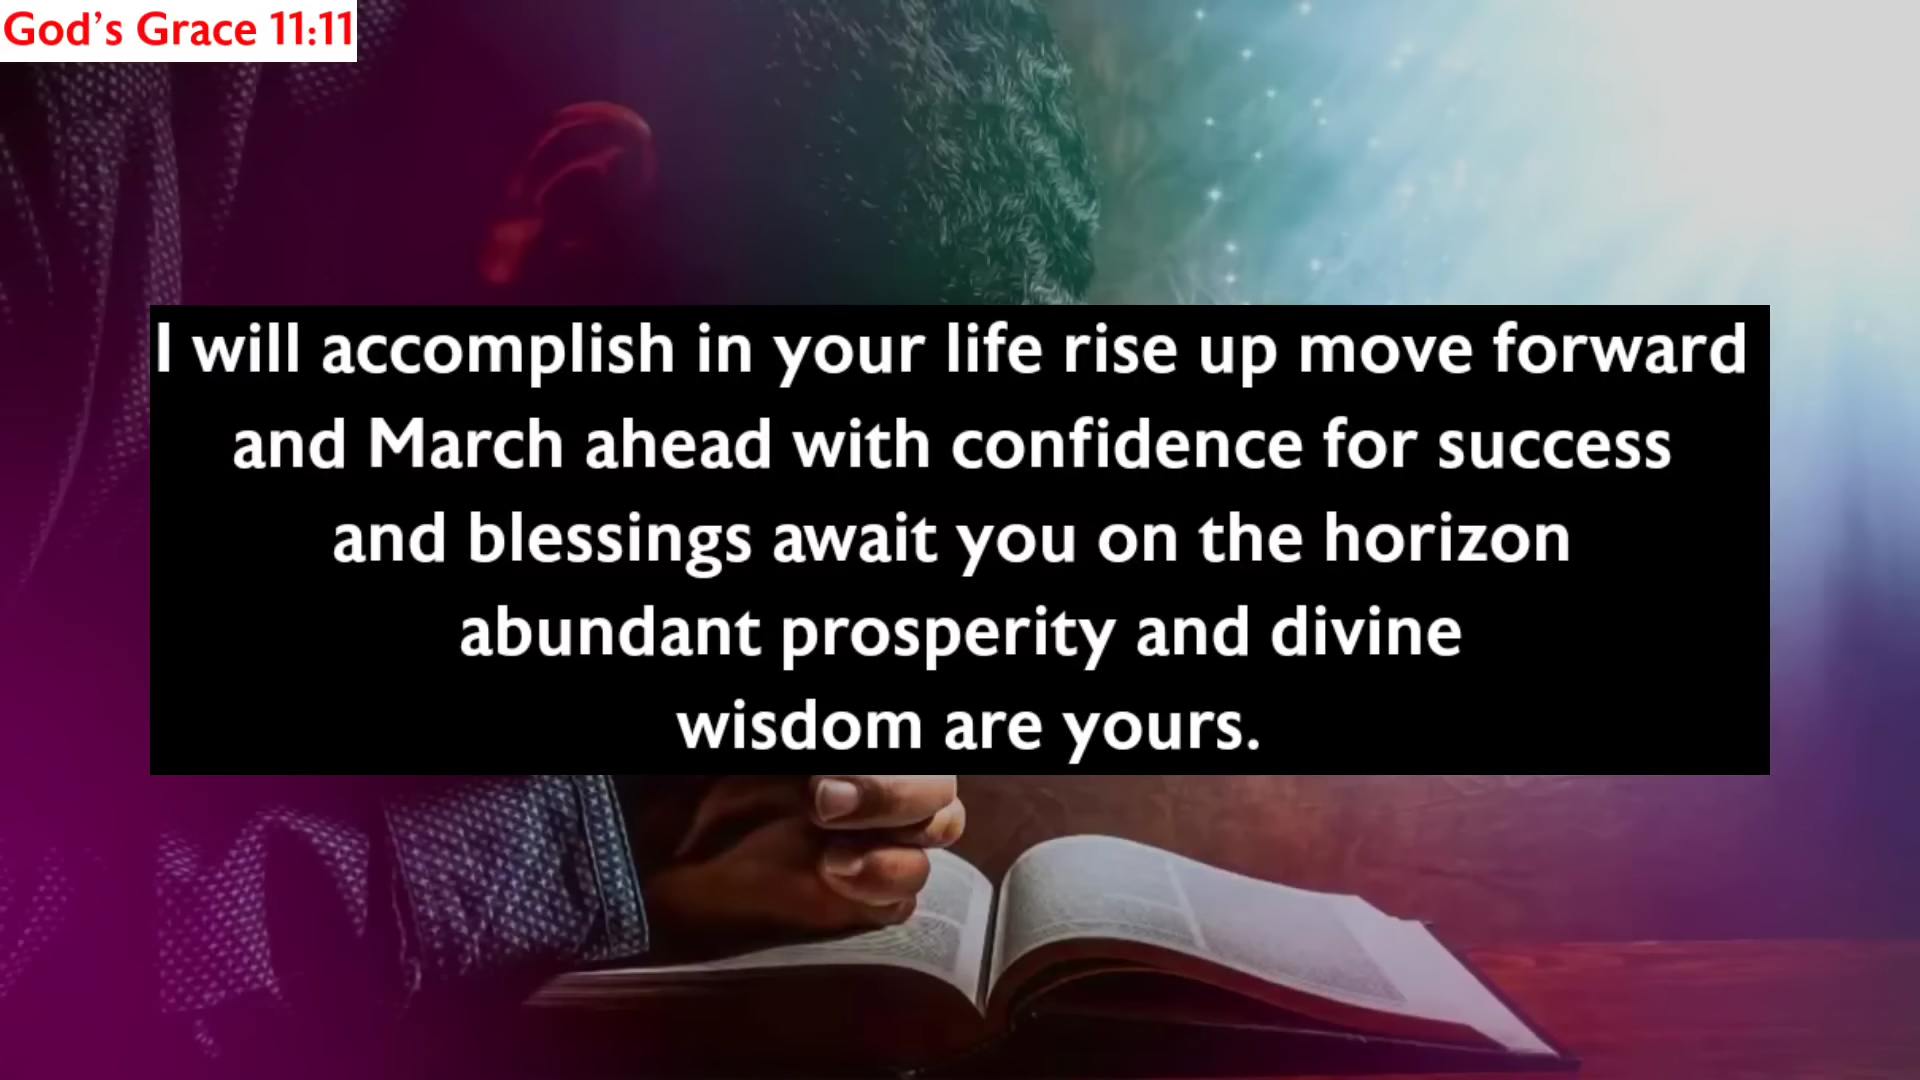 God's Grace 11:11
I will accomplish in your life rise up move forward
and March ahead with confidence for success
and blessings await you on the horizon
abundant prosperity and divine
wisdom are yours.